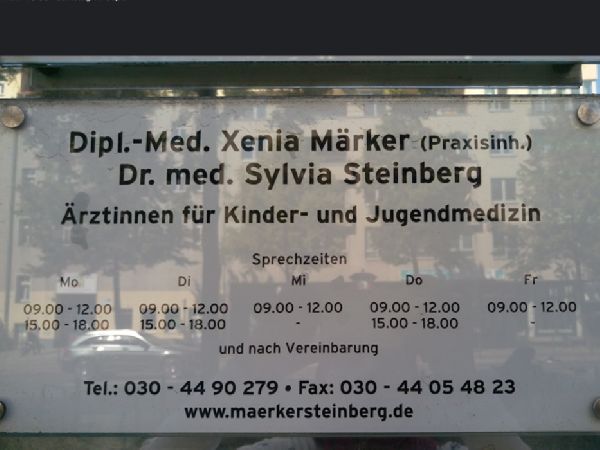 Dipl.-Med. Xenia Märker (Praxisinh.)
Dr. med. Sylvia Steinberg
Ärztinnen für Kinder- und Jugendmedizin
Sprechzeiten
Mo Di Mi Do Fr
09.00 - 12.00 09.00 - 12.00 09.00 - 12.00 09.00 - 12.00 09.00 - 12.00
15.00 - 18.00 15.00 - 18.00 - 15.00 - 18.00 -
und nach Vereinbarung
Tel.: 030 - 44 90 279 • Fax: 030 - 44 05 48 23
www.maerkersteinberg.de